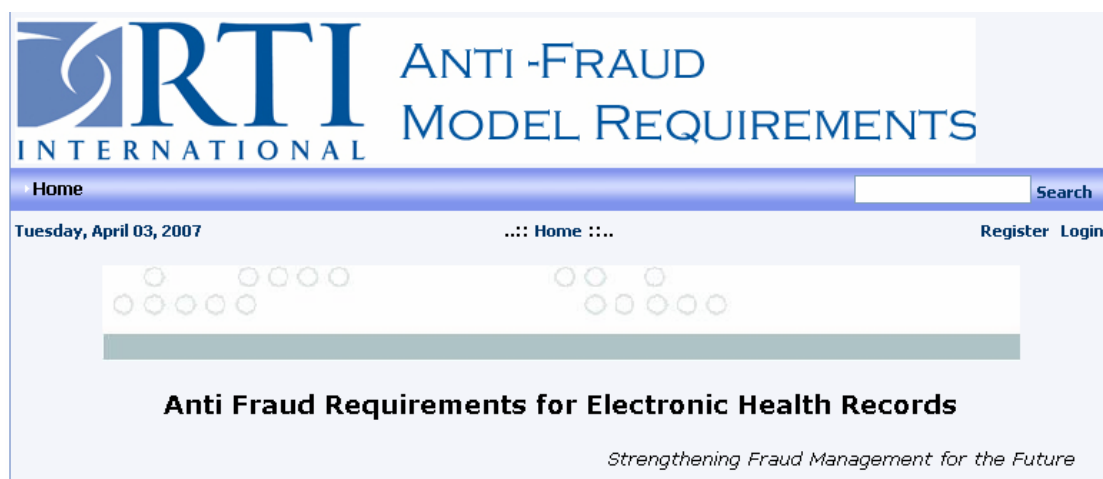 RTI
INTERNATIONAL
ANTI -FRAUD
MODEL REQUIREMENTS
Home
Search
Tuesday, April 03, 2007
..:: Home ::..
Register Login
Anti Fraud Requirements for Electronic Health Records
Strengthening Fraud Management for the Future